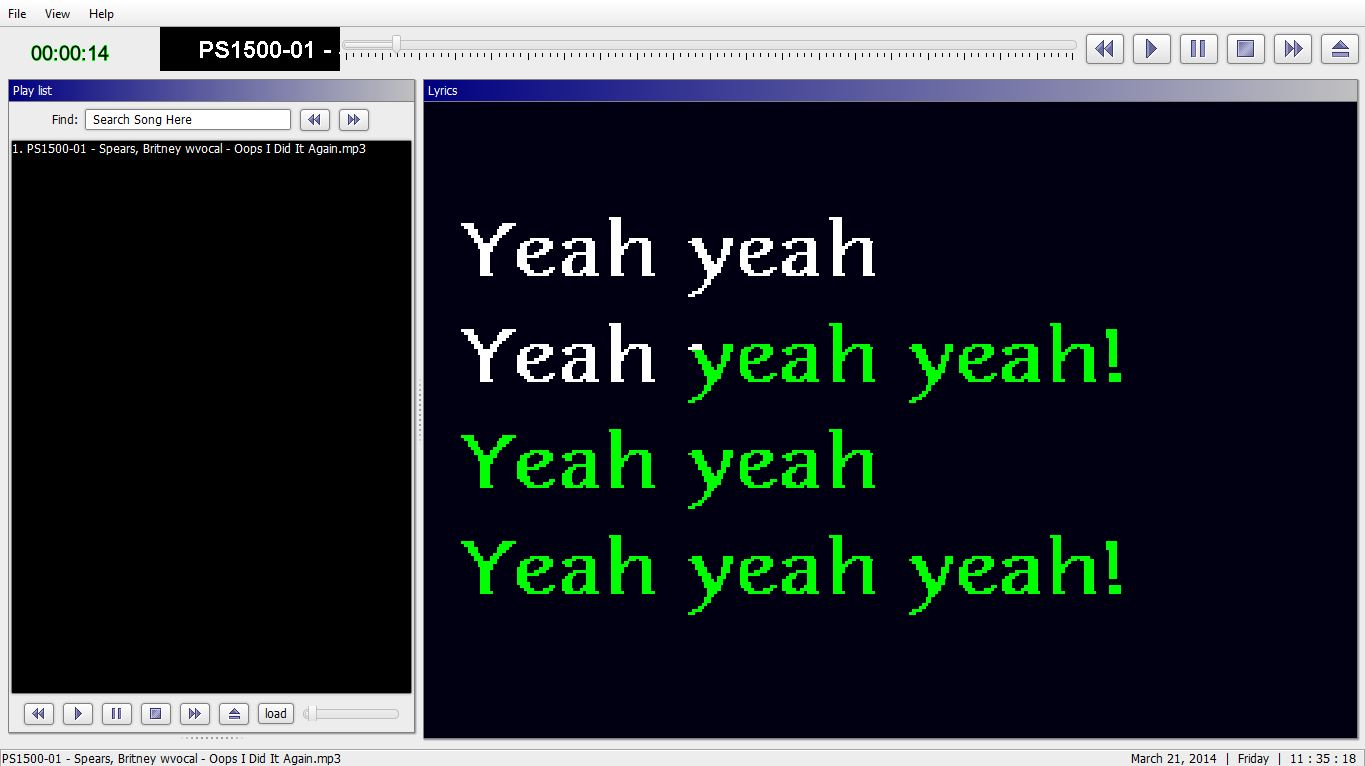 File View Help
00:00:14
PS1500-01 -
Play list
Find: Search Song Here
1. PS1500-01 - Spears, Britney wvocal - Oops I Did It Again.mp3
load
Lyrics
Yeah yeah
Yeah yeah yeah!
Yeah yeah
Yeah yeah yeah!
PS1500-01 - Spears, Britney wvocal - Oops I Did It Again.mp3
March 21, 2014 | Friday | 11 : 35 : 18